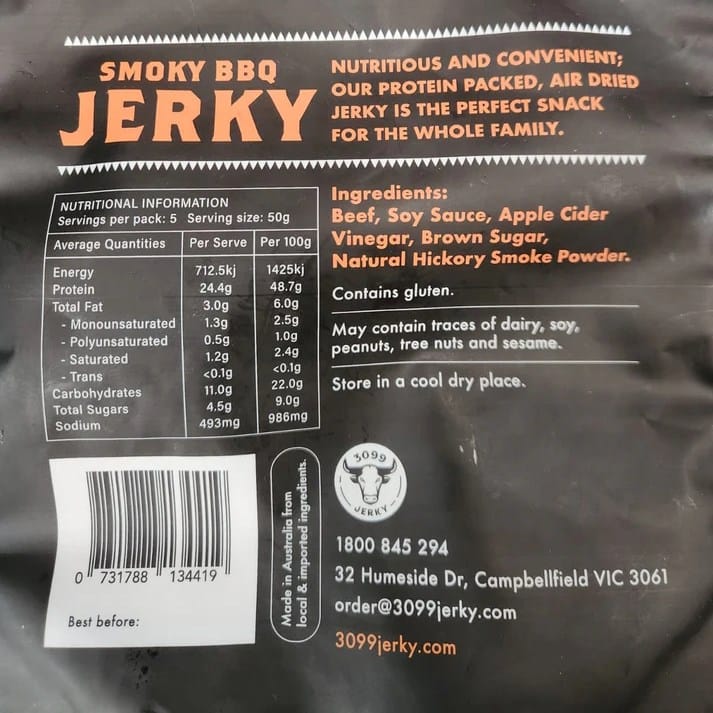 SMOKY BBQ
JERKY
NUTRITIOUS AND CONVENIENT;
OUR PROTEIN PACKED, AIR DRIED
JERKY IS THE PERFECT SNACK
FOR THE WHOLE FAMILY.
NUTRITIONAL INFORMATION
Servings per pack: 5 Serving size: 50g
Average Quantities Per Serve Per 100g
Energy 712.5kj 1425kj
Protein 24.4g 48.7g
Total Fat 3.0g 6.0g
- Monounsaturated 1.3g 2.5g
- Polyunsaturated 0.5g 1.0g
- Saturated 1.2g 2.4g
- Trans <0.1g <0.1g
Carbohydrates 11.0g 22.0g
Total Sugars 4.5g 9.0g
Sodium 493mg 986mg
Ingredients:
Beef, Soy Sauce, Apple Cider
Vinegar, Brown Sugar,
Natural Hickory Smoke Powder.
Contains gluten.
May contain traces of dairy, soy,
peanuts, tree nuts and sesame.
Store in a cool dry place.
0 731788 134419
Best before:
Made in Australia from
local & imported ingredients.
3099
JERKY
1800 845 294
32 Humeside Dr, Campbellfield VIC 3061
order@3099jerky.com
3099jerky.com